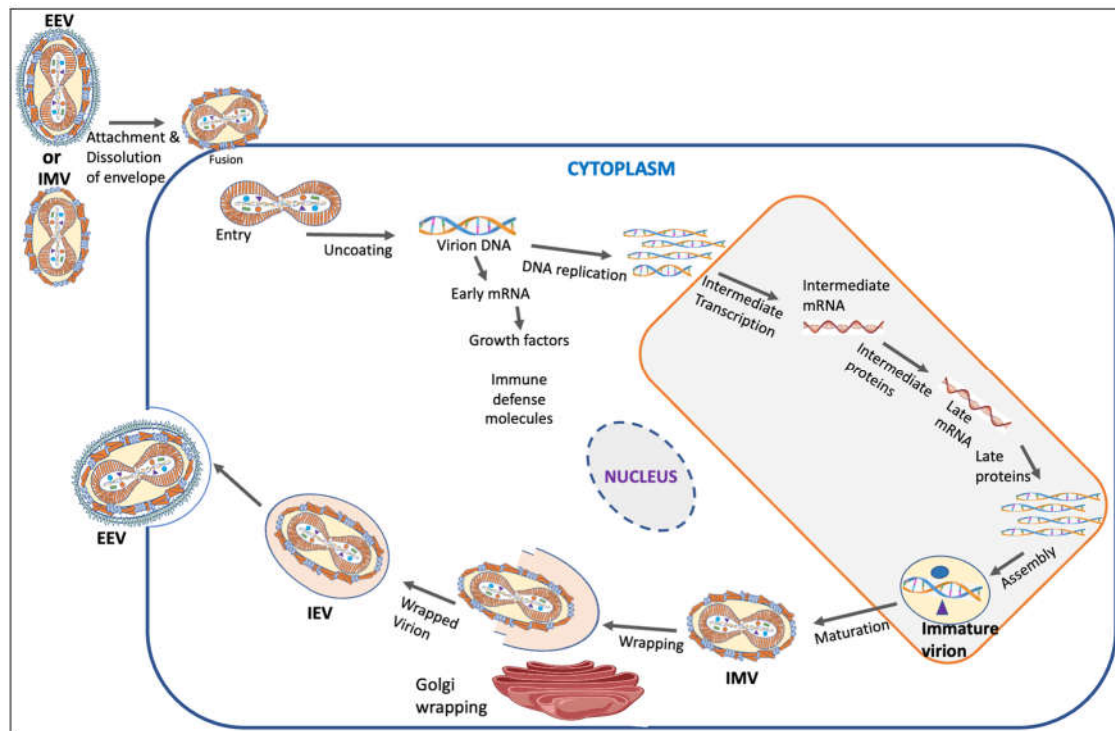 EEV
or
IMV
Attachment &
Dissolution
of envelope
Fusion
CYTOPLASM
Entry
Uncoating
Virion DNA
DNA replication
Early mRNA
Growth factors
Immune
defense
molecules
Intermediate
Transcription
Intermediate
mRNA
Intermediate
proteins
Late
mRNA
Late
proteins
NUCLEUS
Assembly
Immature
virion
Maturation
IMV
Wrapping
Golgi
wrapping
Wrapped
Virion
IEV
EEV